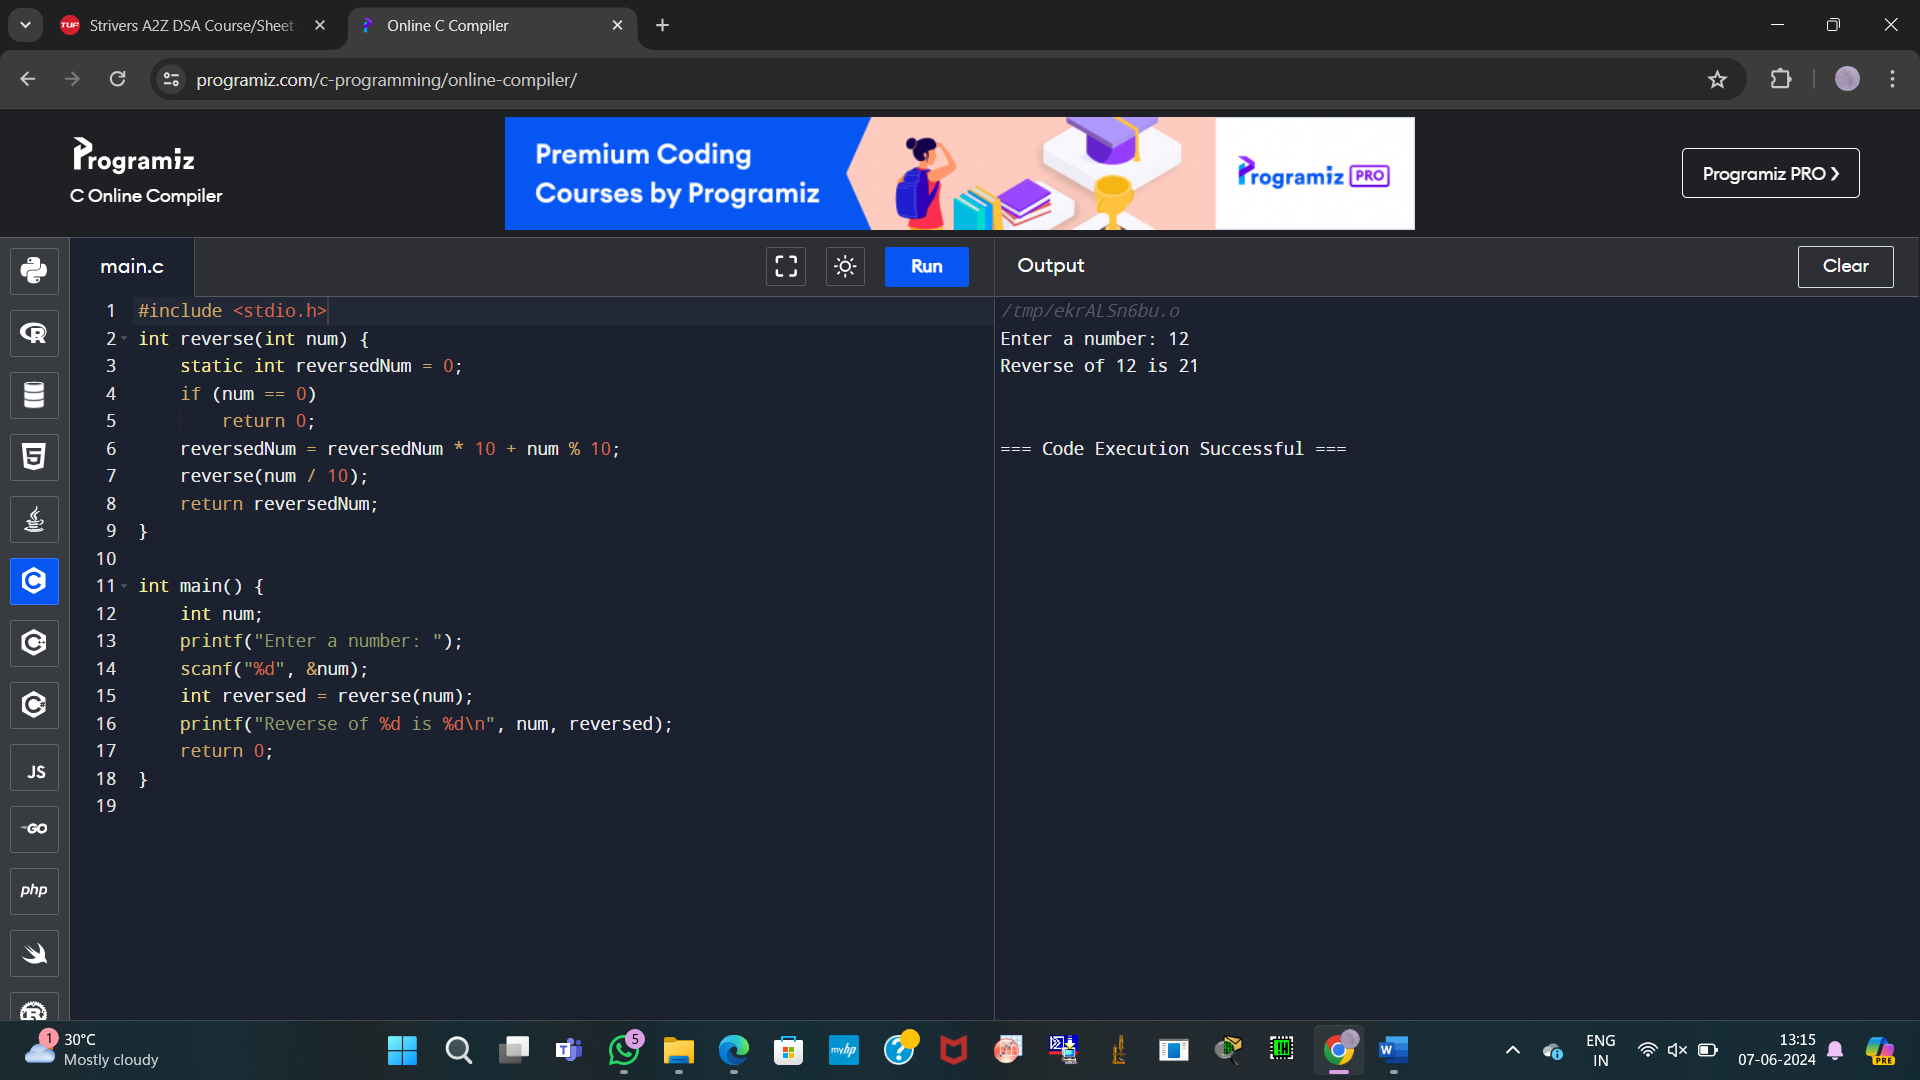 Strivers A2Z DSA Course/Sheet
Online C Compiler
programiz.com/c-programming/online-compiler/
Programiz
C Online Compiler
Premium Coding
Courses by Programiz
Programiz PRO
Programiz PRO ❯
main.c
Run
Output
Clear
1 #include <stdio.h>
2 int reverse(int num) {
3     static int reversedNum = 0;
4     if (num == 0)
5         return 0;
6     reversedNum = reversedNum * 10 + num % 10;
7     reverse(num / 10);
8     return reversedNum;
9 }
10
11 int main() {
12     int num;
13     printf("Enter a number: ");
14     scanf("%d", &num);
15     int reversed = reverse(num);
16     printf("Reverse of %d is %d\n", num, reversed);
17     return 0;
18 }
19
/tmp/ekrALSn6bu.o
Enter a number: 12
Reverse of 12 is 21
=== Code Execution Successful ===
JS
GO
php
1
30°C
Mostly cloudy
5
myhp
ENG
IN
13:15
07-06-2024
PRE